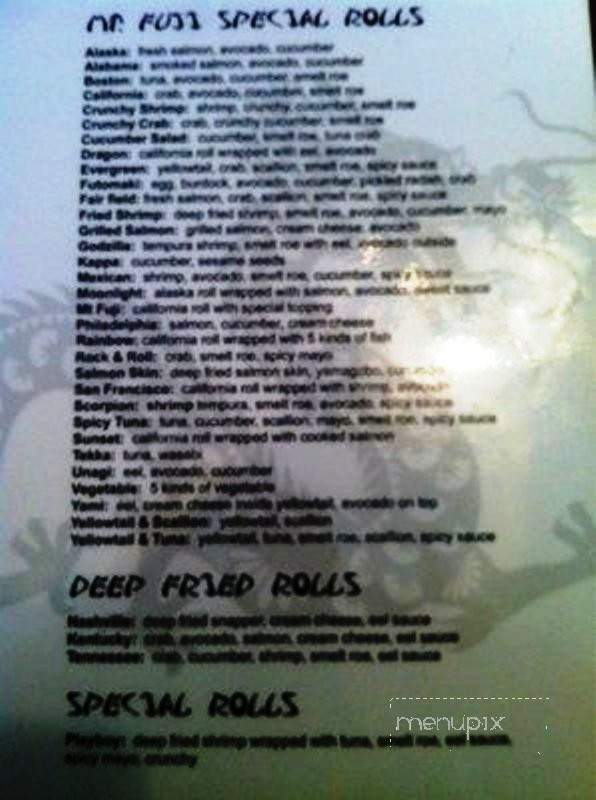 MR FUJI SPECIAL ROLLS
Alaska: fresh salmon, avocado, cucumber
Alabama: smoked salmon, avocado, cucumber
Boston: tuna, avocado, cucumber, smelt roe
California: crab, avocado, cucumber, smelt roe
Crunchy Shrimp: shrimp, crunchy, cucumber, smelt roe
Crunchy Crab: crab, crunchy cucumber, smelt roe
Cucumber Salad: cucumber, smelt roe, tuna crab
Dragon: california roll wrapped with eel, avocado
Evergreen: yellowtail, crab, scallion, smelt roe, spicy sauce
Futomaki: egg, burdock, avocado, cucumber, pickled radish, crab
Fair field: fresh salmon, crab, scallion, smelt roe, spicy sauce
Fried Shrimp: deep fried shrimp, smelt roe, avocado, cucumber, mayo
Grilled Salmon: grilled salmon, cream cheese, avocado
Godzilla: tempura shrimp, smelt roe with eel, avocado outside
Kappa: cucumber, sesame seeds
Mexican: shrimp, avocado, smelt roe, cucumber, spicy sauce
Moonlight: alaska roll wrapped with salmon, avocado, sweet sauce
Mt Fuji: california roll with special topping
Philadelphia: salmon, cucumber, cream cheese
Rainbow: california roll wrapped with 5 kinds of fish
Rock & Roll: crab, smelt roe, spicy mayo
Salmon Skin: deep fried salmon skin, yamagobo,
San Francisco: california roll wrapped with shrimp, avocado
Scorpion: shrimp tempura, smelt roe, avocado, spicy sauce
Spicy Tuna: tuna, cucumber, scallion, mayo, smelt roe, spicy sauce
Sunset: california roll wrapped with cooked salmon
Tekka: tuna, wasabi
Unagi: eel, avocado, cucumber
Vegetable: 5 kinds of vegetable
Yomi: eel, cream cheese inside yellowtail, avocado on top
Yellowtail & Scallion: yellowtail, scallion
Yellowtail & Tuna: yellowtail, tuna, smelt roe, scallion, spicy sauce
DEEP FRIED ROLLS
Nashville: deep fried snapper, cream cheese, eel sauce
Kentucky: crab, avocado, salmon, cream cheese, eel sauce
Tennessee: crab, cucumber, shrimp, smelt roe, eel sauce
SPECIAL ROLLS
Playboy: deep fried shrimp wrapped with tuna, smelt roe, eel sauce,
spicy mayo, crunchy
menupix